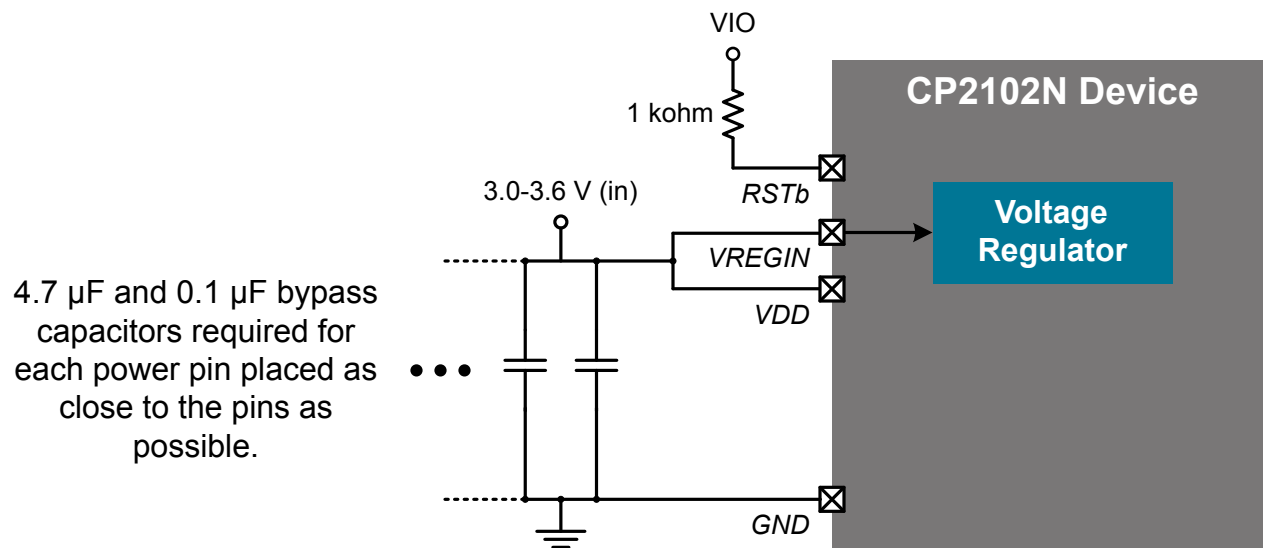 VIO
CP2102N Device
1 kohm
RSTb
3.0-3.6 V (in)
Voltage
Regulator
VREGIN
4.7 µF and 0.1 µF bypass
capacitors required for
each power pin placed as
close to the pins as
possible.
VDD
GND